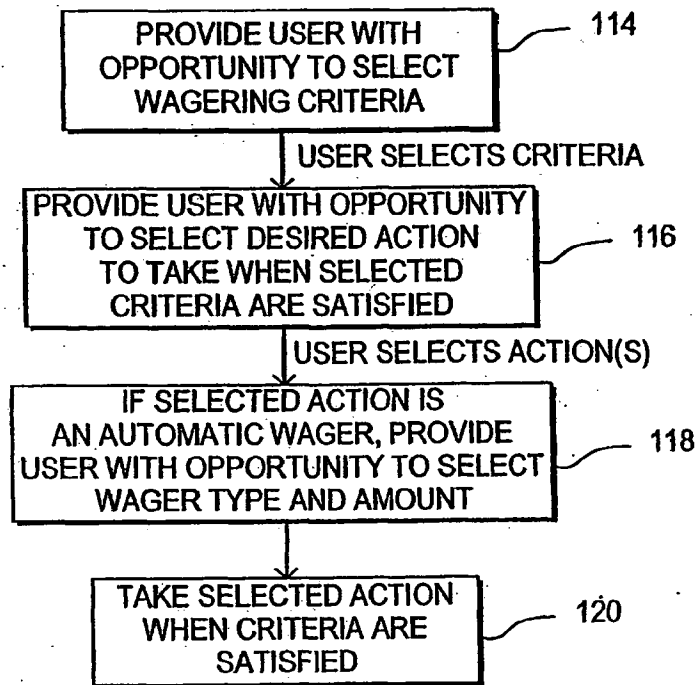 PROVIDE USER WITH
OPPORTUNITY TO SELECT
WAGERING CRITERIA
114
USER SELECTS CRITERIA
PROVIDE USER WITH OPPORTUNITY
TO SELECT DESIRED ACTION
TO TAKE WHEN SELECTED
CRITERIA ARE SATISFIED
116
USER SELECTS ACTION(S)
IF SELECTED ACTION IS
AN AUTOMATIC WAGER, PROVIDE
USER WITH OPPORTUNITY TO SELECT
WAGER TYPE AND AMOUNT
118
TAKE SELECTED ACTION
WHEN CRITERIA ARE
SATISFIED
120